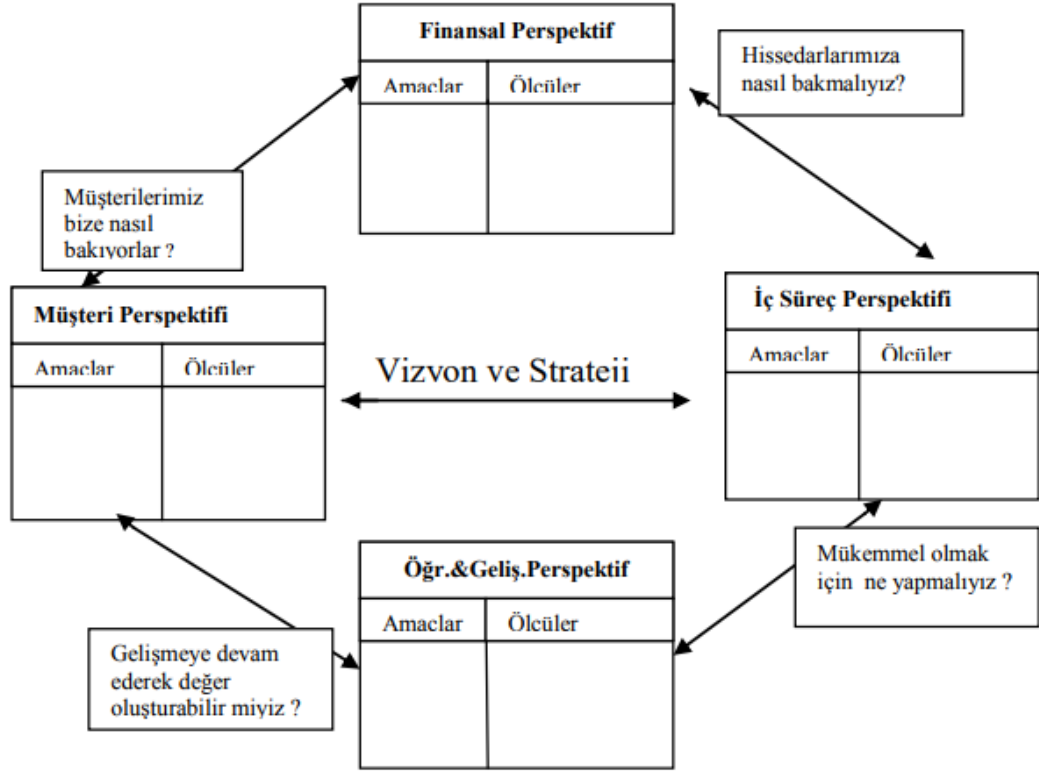 Finansal Perspektif
Amaçlar Ölçüler
Hissedarlarımıza
nasıl bakmalıyız?
Müşterilerimiz
bize nasıl
bakıyorlar ?
Müşteri Perspektifi
Amaçlar Ölçüler
Vizyon ve Strateji
İç Süreç Perspektifi
Amaçlar Ölçüler
Öğr.&Geliş.Perspektif
Amaçlar Ölçüler
Mükemmel olmak
için ne yapmalıyız ?
Gelişmeye devam
ederek değer
oluşturabilir miyiz ?